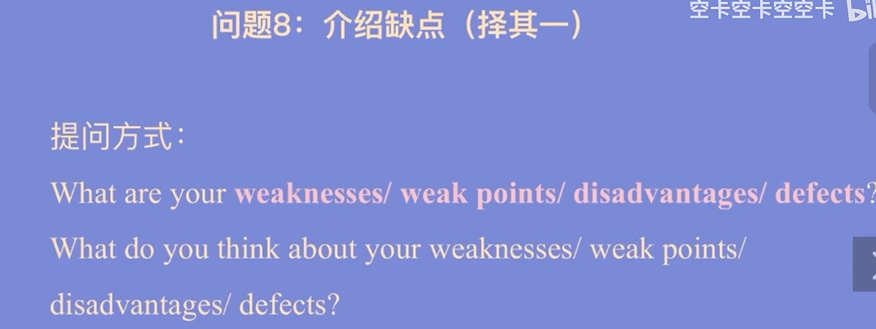 问题8：介绍缺点（择其一）
空卡空卡空空卡 bil
提问方式：
What are your weaknesses/ weak points/ disadvantages/ defects?
What do you think about your weaknesses/ weak points/
disadvantages/ defects?